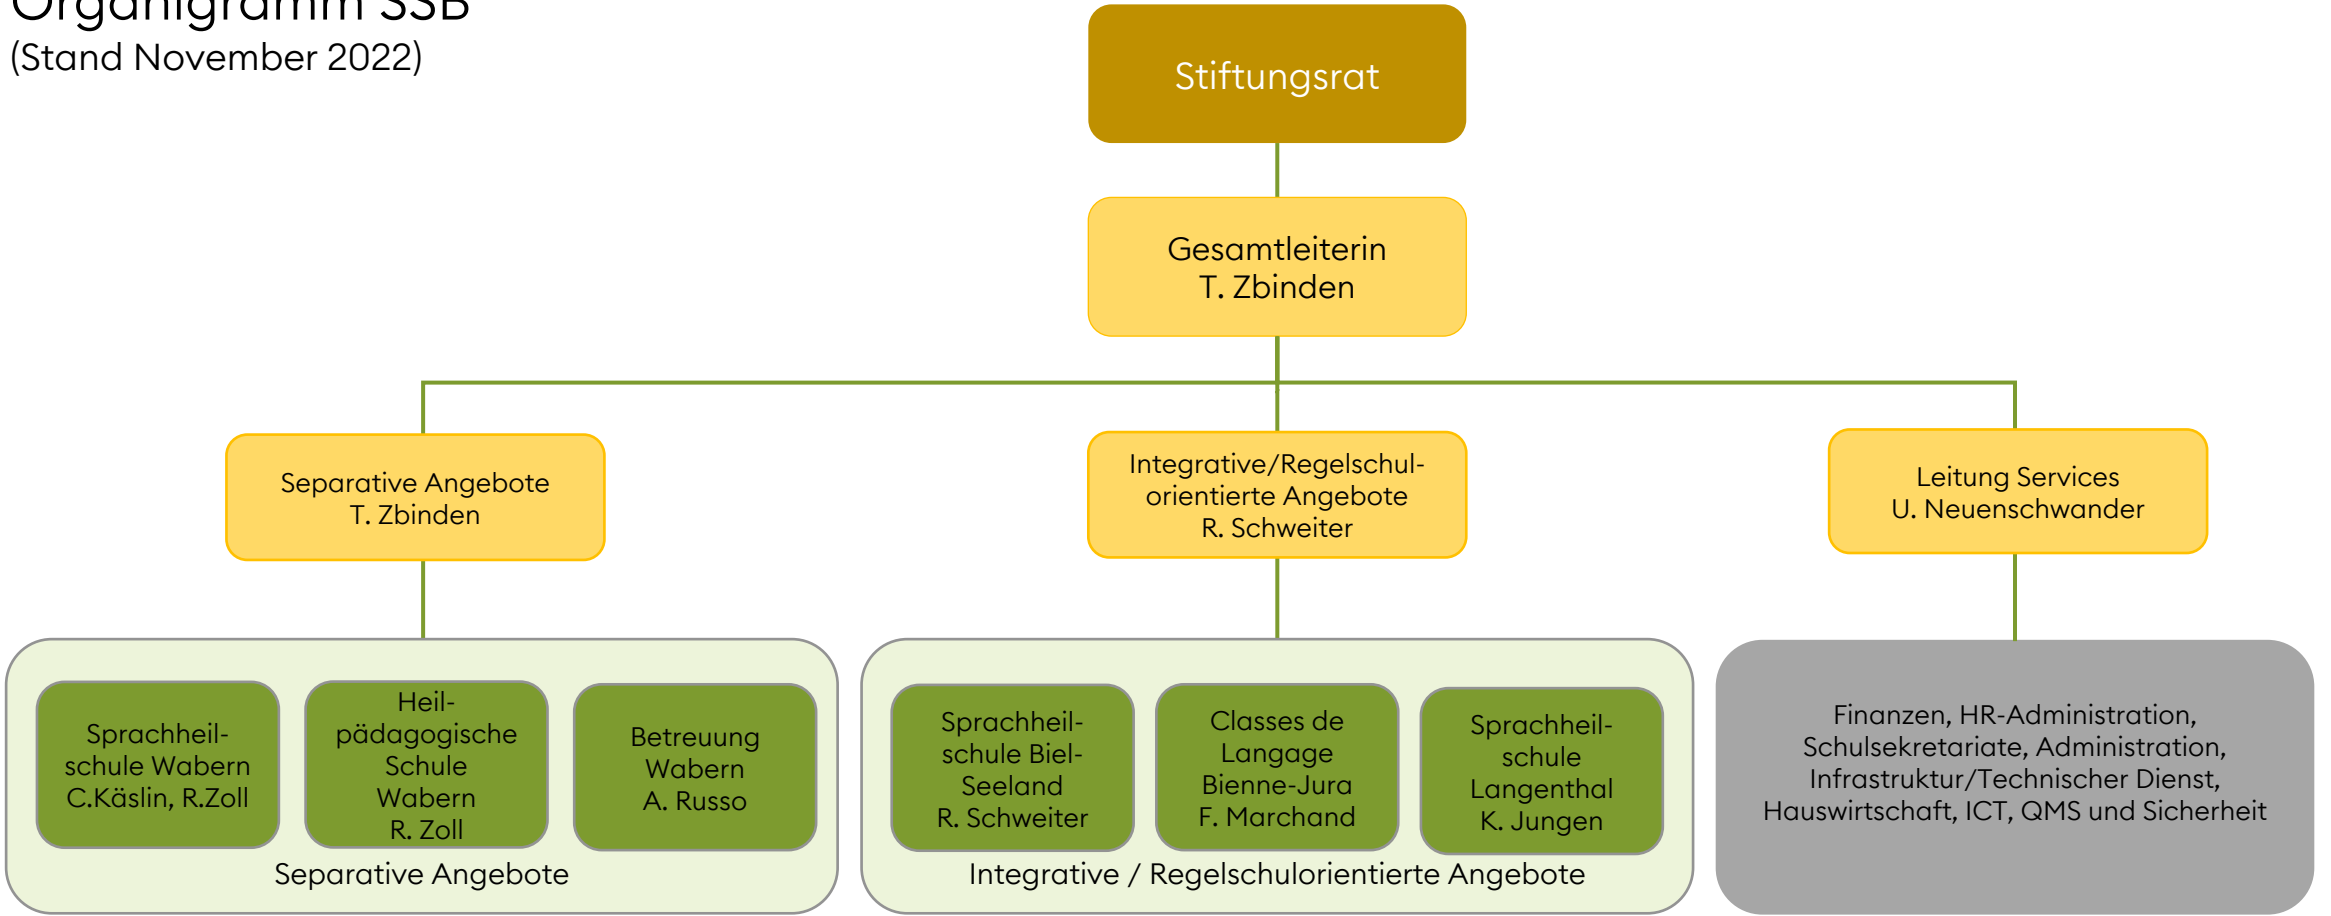 Organigramm SSB
(Stand November 2022)
Stiftungsrat
Gesamtleiterin
T. Zbinden
Separative Angebote
T. Zbinden
Integrative/Regelschul-
orientierte Angebote
R. Schweiter
Leitung Services
U. Neuenschwander
Sprachheil-
schule Wabern
C.Käslin, R.Zoll
Heil-
pädagogische
Schule
Wabern
R. Zoll
Betreuung
Wabern
A. Russo
Separative Angebote
Sprachheil-
schule Biel-
Seeland
R. Schweiter
Classes de
Langage
Bienne-Jura
F. Marchand
Sprachheil-
schule
Langenthal
K. Jungen
Integrative / Regelschulorientierte Angebote
Finanzen, HR-Administration,
Schulsekretariate, Administration,
Infrastruktur/Technischer Dienst,
Hauswirtschaft, ICT, QMS und Sicherheit